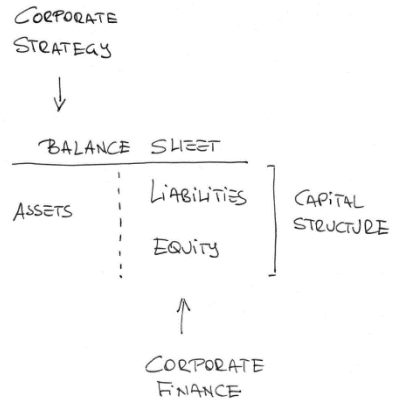 CORPORATE
STRATEGY
BALANCE SHEET
ASSETS
LIABILITIES
EQUITY
CAPITAL
STRUCTURE
CORPORATE
FINANCE